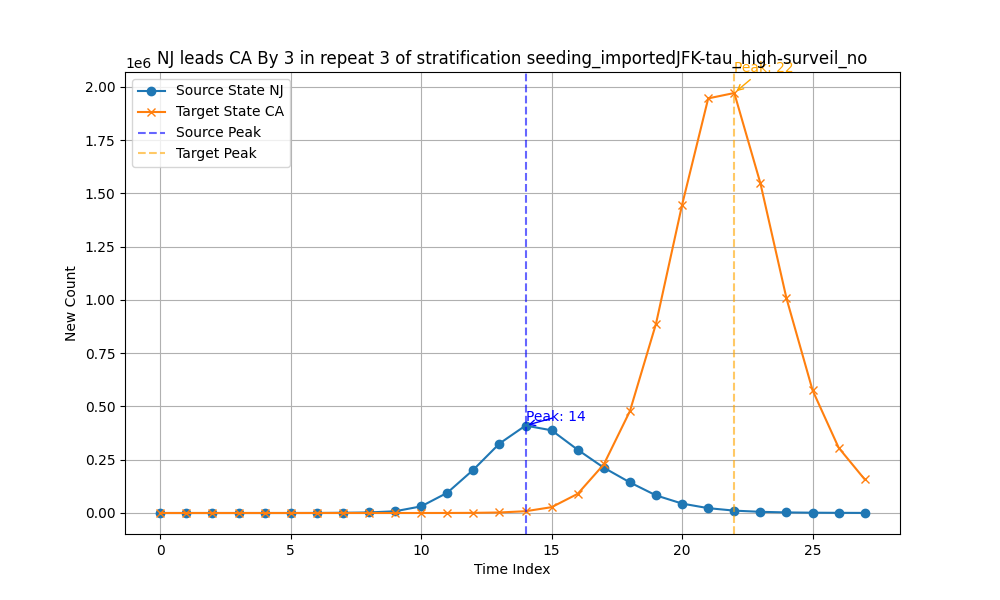 NJ leads CA By 3 in repeat 3 of stratification seeding_importedJFK-tau_high-surveil_no
1e6
Peak: 22
Source State NJ
Target State CA
Source Peak
Target Peak
2.00
1.75
1.50
1.25
1.00
0.75
0.50
0.25
0.00
New Count
Peak: 14
0
5
10
15
20
25
Time Index